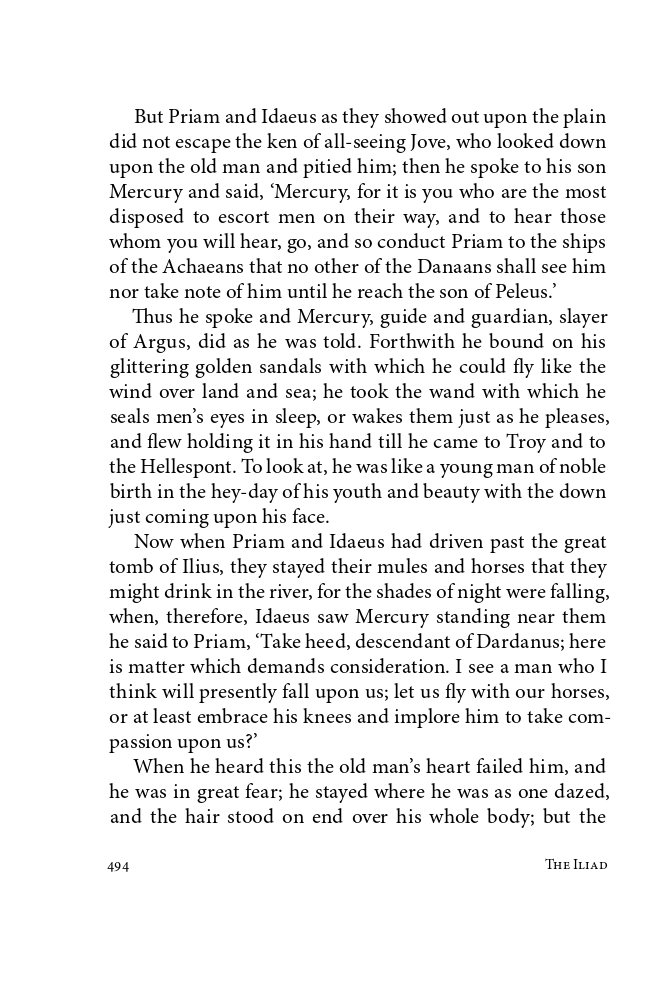 But Priam and Idaeus as they showed out upon the plain
did not escape the ken of all-seeing Jove, who looked down
upon the old man and pitied him; then he spoke to his son
Mercury and said, ‘Mercury, for it is you who are the most
disposed to escort men on their way, and to hear those
whom you will hear, go, and so conduct Priam to the ships
of the Achaeans that no other of the Danaans shall see him
nor take note of him until he reach the son of Peleus.’
Thus he spoke and Mercury, guide and guardian, slayer
of Argus, did as he was told. Forthwith he bound on his
glittering golden sandals with which he could fly like the
wind over land and sea; he took the wand with which he
seals men’s eyes in sleep, or wakes them just as he pleases,
and flew holding it in his hand till he came to Troy and to
the Hellespont. To look at, he was like a young man of noble
birth in the hey-day of his youth and beauty with the down
just coming upon his face.
Now when Priam and Idaeus had driven past the great
tomb of Ilius, they stayed their mules and horses that they
might drink in the river, for the shades of night were falling,
when, therefore, Idaeus saw Mercury standing near them
he said to Priam, ‘Take heed, descendant of Dardanus; here
is matter which demands consideration. I see a man who I
think will presently fall upon us; let us fly with our horses,
or at least embrace his knees and implore him to take com-
passion upon us?’
When he heard this the old man’s heart failed him, and
he was in great fear; he stayed where he was as one dazed,
and the hair stood on end over his whole body; but the
494 The Iliad